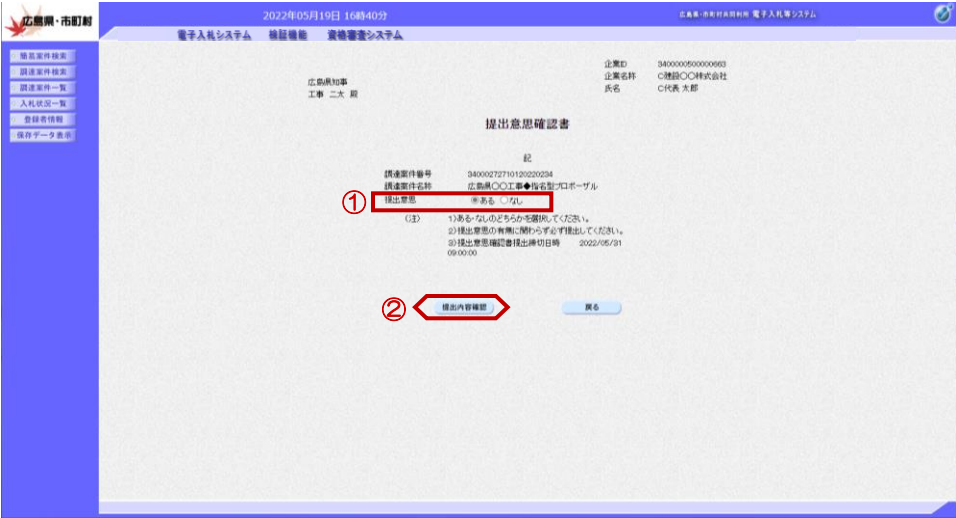 広島県・市町村
2022年05月19日 16時40分
広島県・市町村共同利用 電子入札等システム
電子入札システム 検証機能 資格審査システム
簡易案件検索
調達案件検索
調達案件一覧
入札状況一覧
登録者情報
保存データ表示
企業ID 3400000500000663
企業名称 C建設○○株式会社
氏名 C代表 太郎
広島県知事
工事 二太 殿
提出意思確認書
記
調達案件番号 34000272710120220234
調達案件名称 広島県○○工事◆指名型プロポーザル
① 提出意思 ある なし
(注) 1)ある・なしのどちらかを選択してください。
2)提出意思の有無に関わらず必ず提出してください。
3)提出意思確認書提出締切日時 2022/05/31
09:00:00
② 提出内容確認 戻る